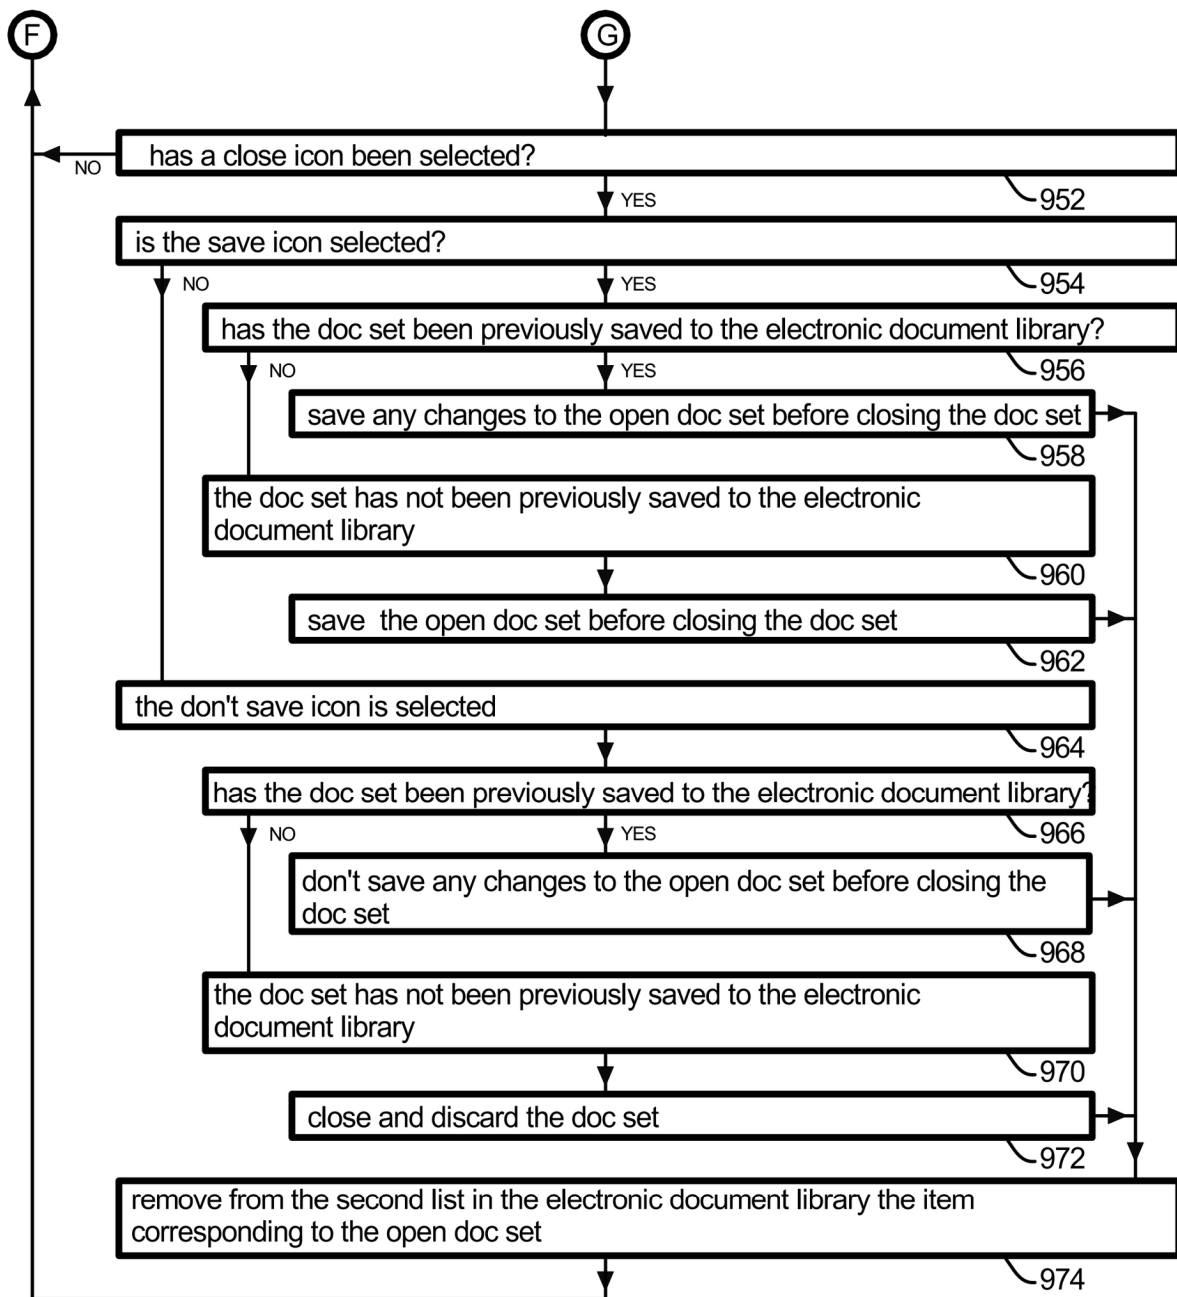 F
G
has a close icon been selected?
NO
952
YES
is the save icon selected?
954
NO
YES
has the doc set been previously saved to the electronic document library?
956
NO
YES
save any changes to the open doc set before closing the doc set
958
the doc set has not been previously saved to the electronic
document library
960
save the open doc set before closing the doc set
962
the don't save icon is selected
964
has the doc set been previously saved to the electronic document library?
966
NO
YES
don't save any changes to the open doc set before closing the
doc set
968
the doc set has not been previously saved to the electronic
document library
970
close and discard the doc set
972
remove from the second list in the electronic document library the item
corresponding to the open doc set
974